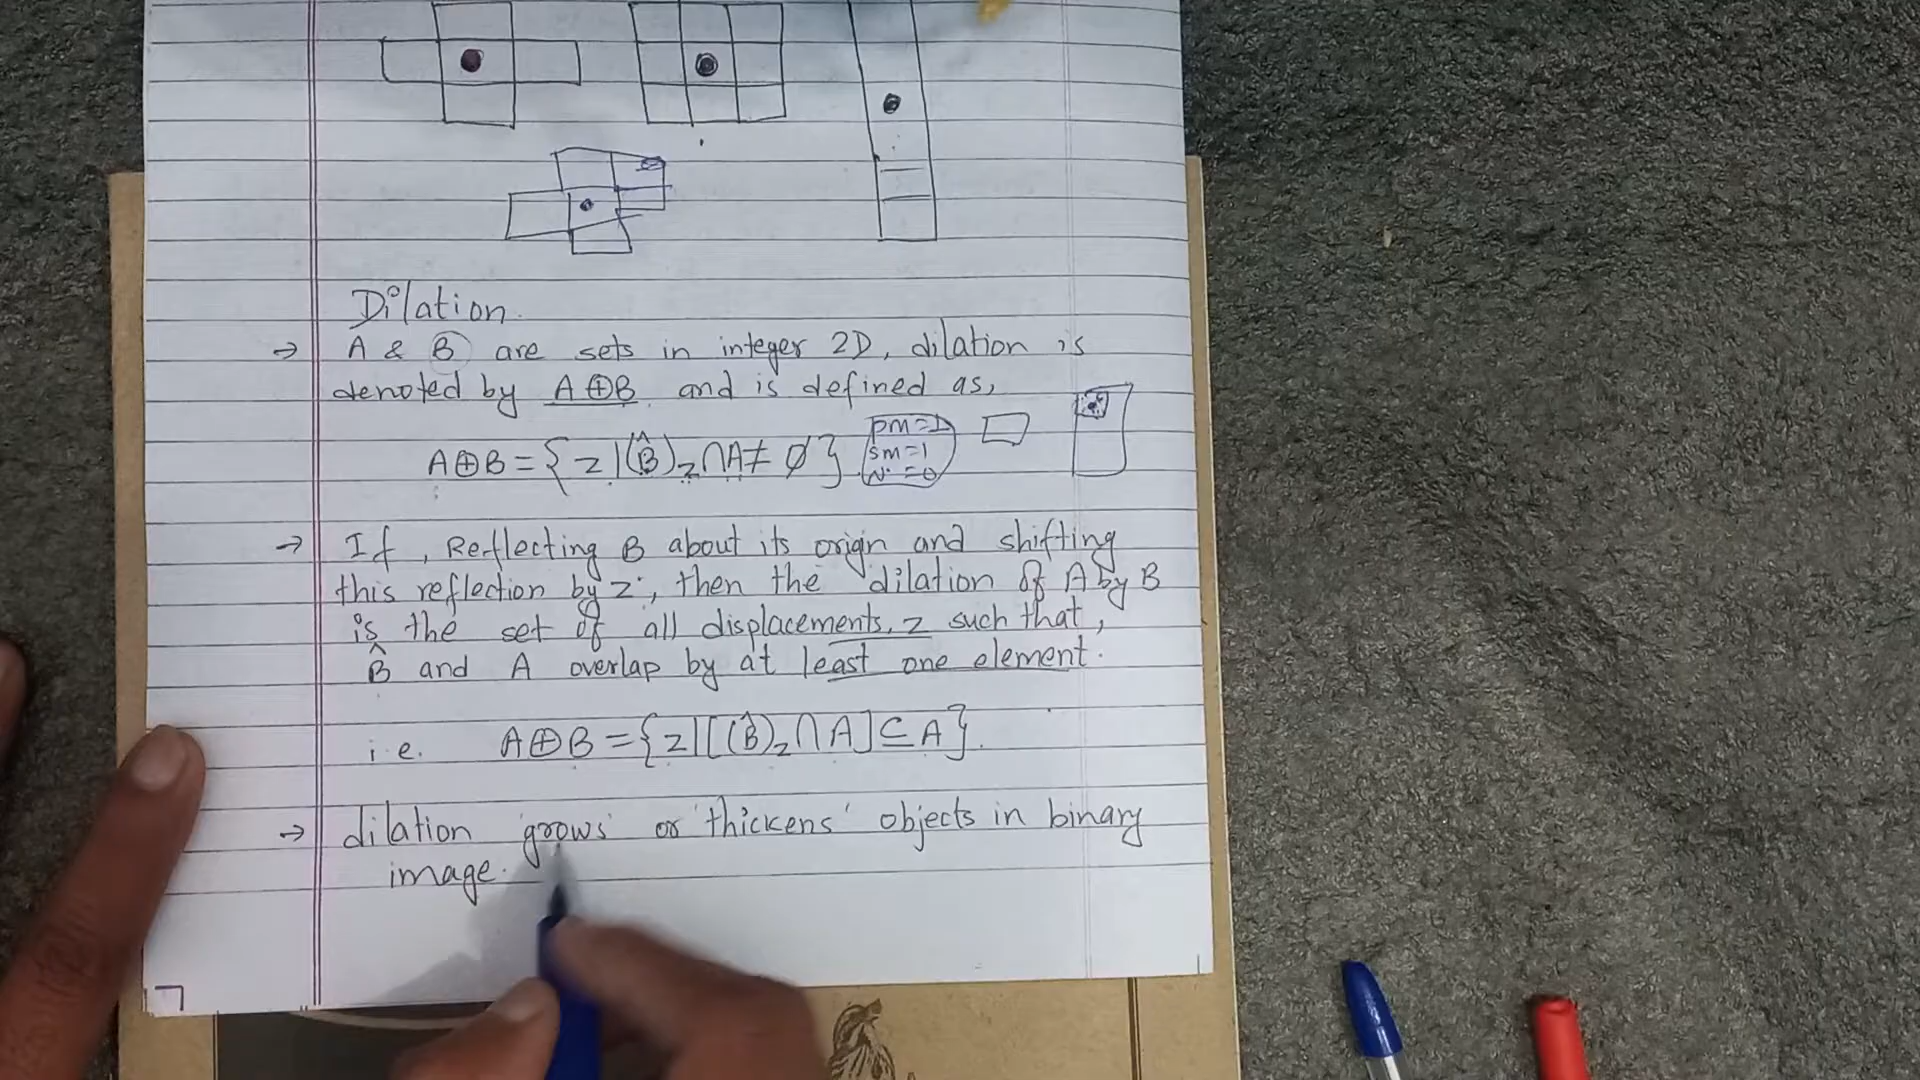 Dilation.
→ A & B are sets in integer 2D, dilation is
denoted by A⊕B and is defined as,
A⊕B = { z | (B̂)z ∩ A ≠ ∅ }
pm=1
sm=1
N=0
→ If, Reflecting B about its orign and shifting
this reflection by z, then the dilation of A by B
is the set of all displacements, z such that,
B̂ and A overlap by at least one element.
i.e. A⊕B = { z | [(B̂)z ∩ A] ⊆ A }.
→ dilation 'grows' or 'thickens' objects in binary
image.